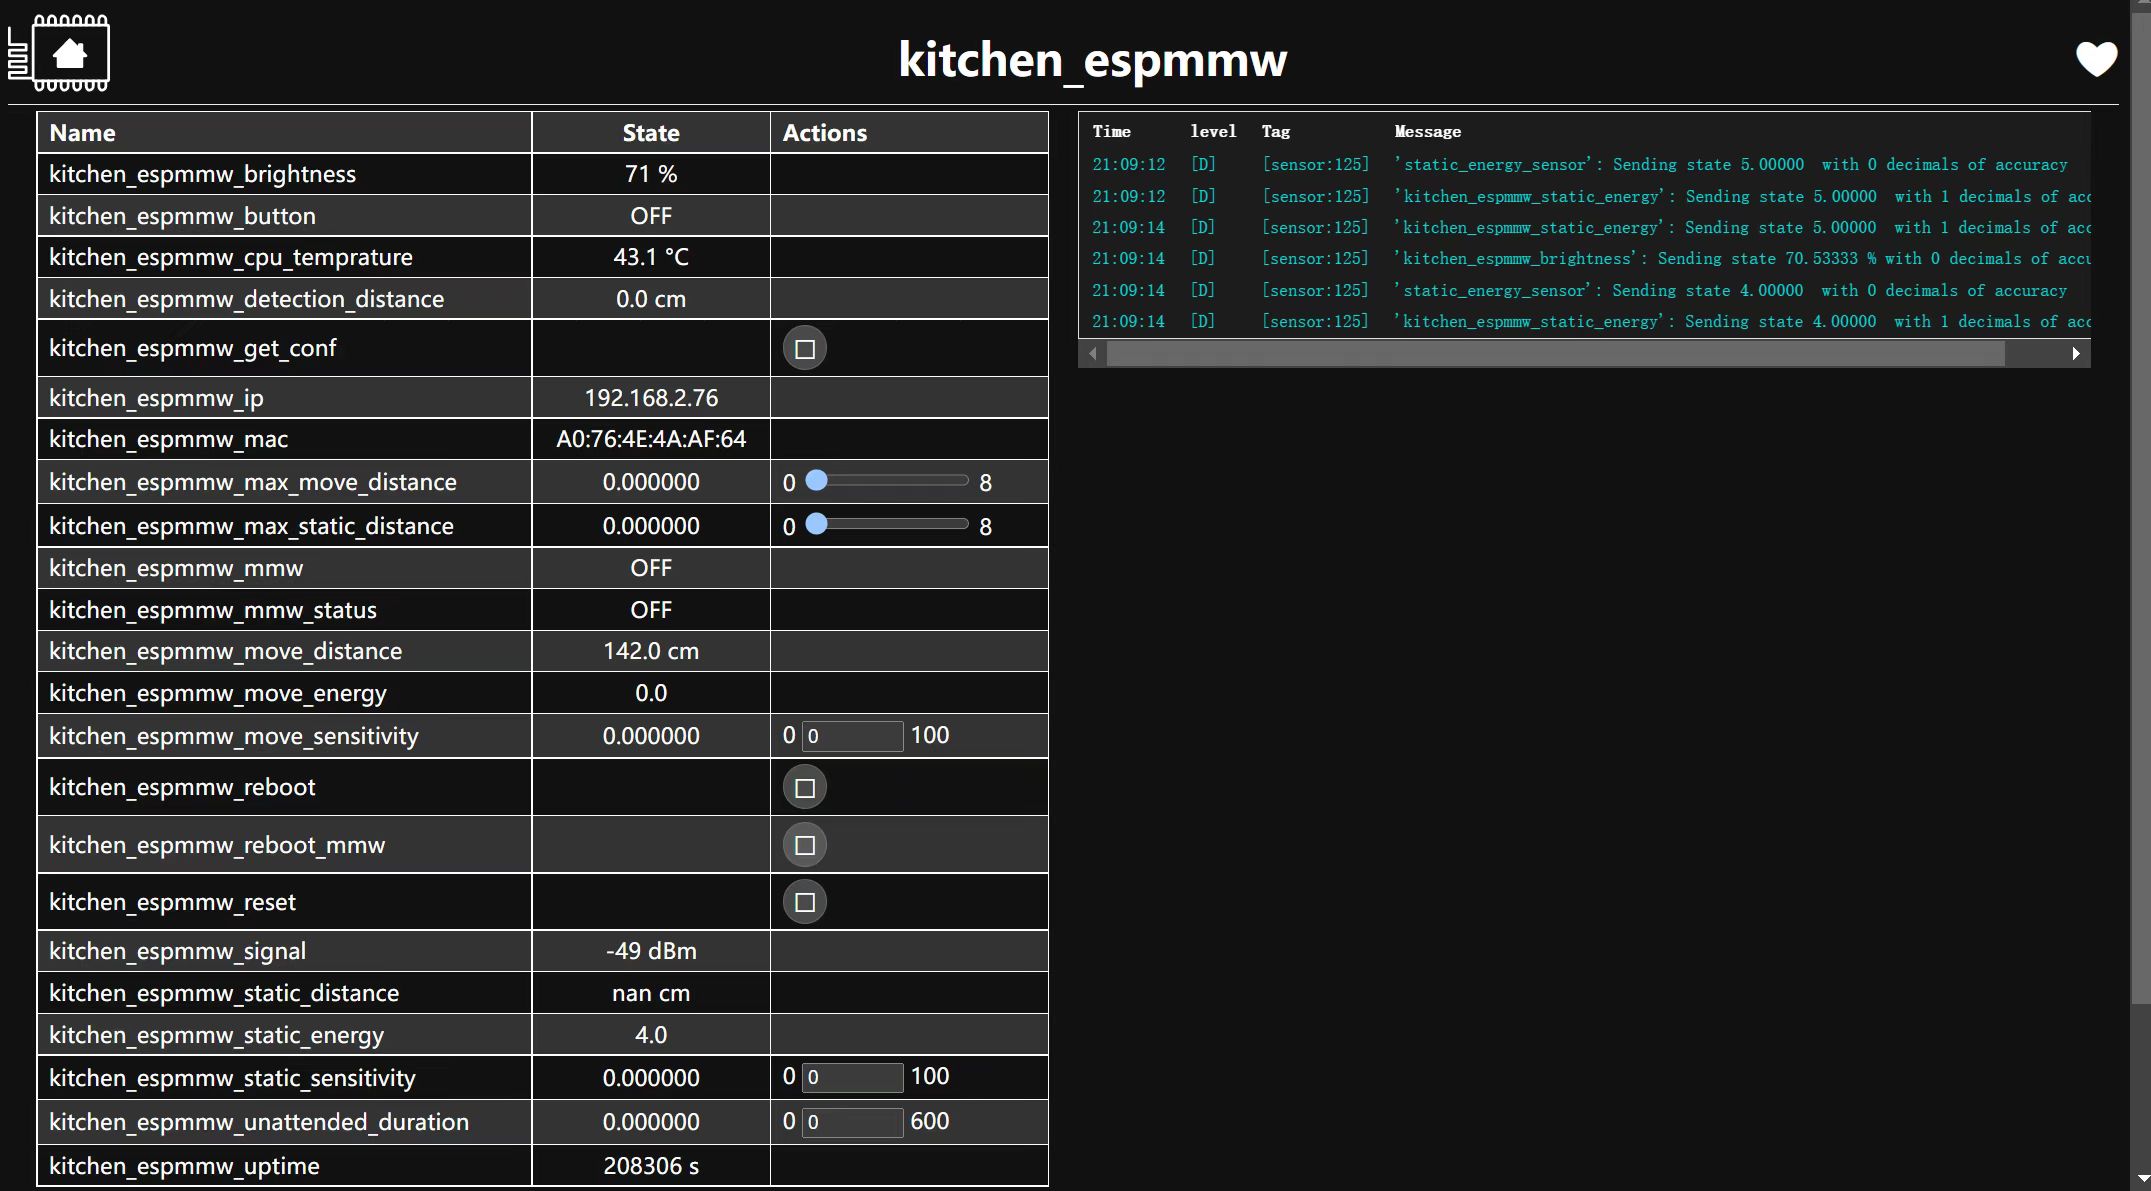 kitchen_espmmw
Name State Actions
kitchen_espmmw_brightness 71 %
kitchen_espmmw_button OFF
kitchen_espmmw_cpu_temprature 43.1 °C
kitchen_espmmw_detection_distance 0.0 cm
kitchen_espmmw_get_conf
kitchen_espmmw_ip 192.168.2.76
kitchen_espmmw_mac A0:76:4E:4A:AF:64
kitchen_espmmw_max_move_distance 0.000000 0 8
kitchen_espmmw_max_static_distance 0.000000 0 8
kitchen_espmmw_mmw OFF
kitchen_espmmw_mmw_status OFF
kitchen_espmmw_move_distance 142.0 cm
kitchen_espmmw_move_energy 0.0
kitchen_espmmw_move_sensitivity 0.000000 0 0 100
kitchen_espmmw_reboot
kitchen_espmmw_reboot_mmw
kitchen_espmmw_reset
kitchen_espmmw_signal -49 dBm
kitchen_espmmw_static_distance nan cm
kitchen_espmmw_static_energy 4.0
kitchen_espmmw_static_sensitivity 0.000000 0 0 100
kitchen_espmmw_unattended_duration 0.000000 0 0 600
kitchen_espmmw_uptime 208306 s
Time level Tag Message
21:09:12 [D] [sensor:125] 'static_energy_sensor': Sending state 5.00000 with 0 decimals of accuracy
21:09:12 [D] [sensor:125] 'kitchen_espmmw_static_energy': Sending state 5.00000 with 1 decimals of acc
21:09:14 [D] [sensor:125] 'kitchen_espmmw_static_energy': Sending state 5.00000 with 1 decimals of acc
21:09:14 [D] [sensor:125] 'kitchen_espmmw_brightness': Sending state 70.53333 % with 0 decimals of accu
21:09:14 [D] [sensor:125] 'static_energy_sensor': Sending state 4.00000 with 0 decimals of accuracy
21:09:14 [D] [sensor:125] 'kitchen_espmmw_static_energy': Sending state 4.00000 with 1 decimals of acc